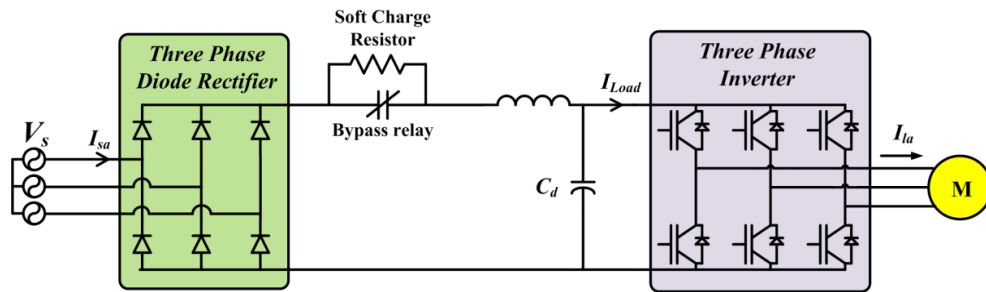 Soft Charge
Resistor
Three Phase
Diode Rectifier
Three Phase
Inverter
I_Load
Bypass relay
V_s
I_sa
I_la
C_d
M